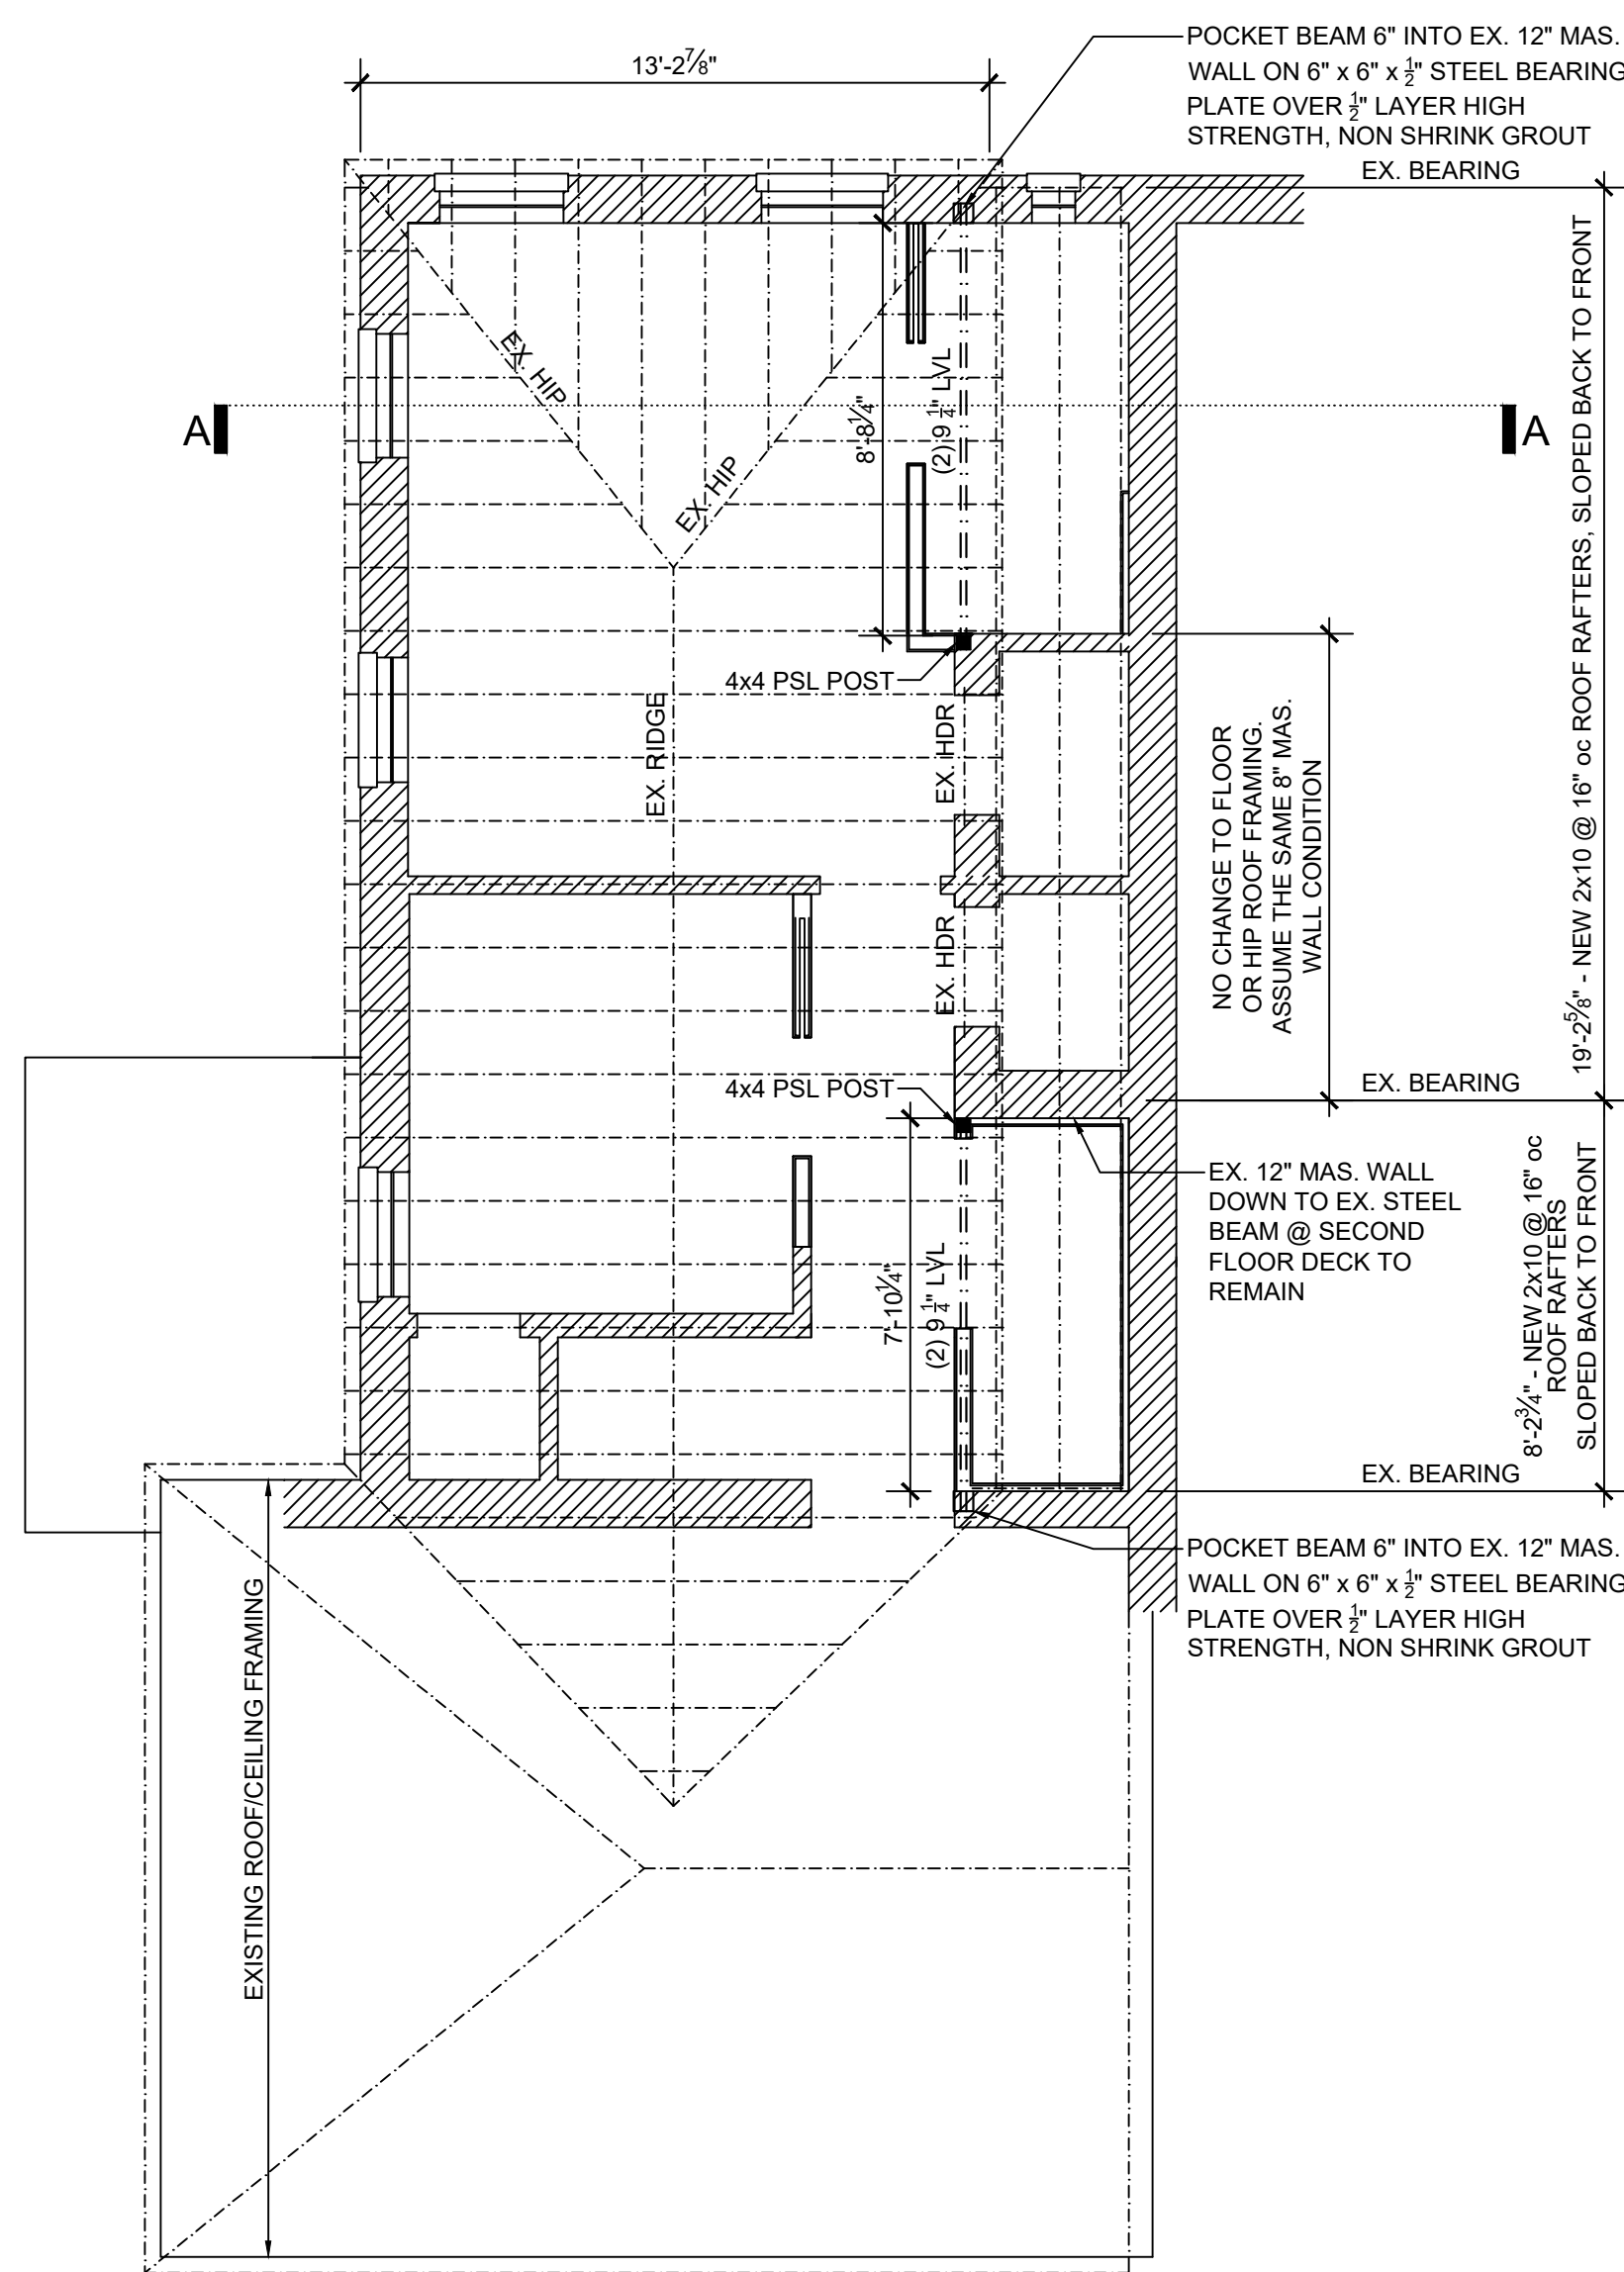 13'-2⅞"
POCKET BEAM 6" INTO EX. 12" MAS.
WALL ON 6" x 6" x ½" STEEL BEARING
PLATE OVER ½" LAYER HIGH
STRENGTH, NON SHRINK GROUT
EX. BEARING
EX. HIP
EX. HIP
A
A
8'-8¼"
(2) 9 ¼" LVL
19'-2⅝" - NEW 2x10 @ 16" oc ROOF RAFTERS, SLOPED BACK TO FRONT
4x4 PSL POST
EX. RIDGE
EX. HDR
EX. HDR
NO CHANGE TO FLOOR
OR HIP ROOF FRAMING.
ASSUME THE SAME 8" MAS.
WALL CONDITION
4x4 PSL POST
EX. BEARING
EX. 12" MAS. WALL
DOWN TO EX. STEEL
BEAM @ SECOND
FLOOR DECK TO
REMAIN
7'-10¼"
(2) 9 ¼" LVL
8'-2¾" - NEW 2x10 @ 16" oc
ROOF RAFTERS
SLOPED BACK TO FRONT
EX. BEARING
POCKET BEAM 6" INTO EX. 12" MAS.
WALL ON 6" x 6" x ½" STEEL BEARING
PLATE OVER ½" LAYER HIGH
STRENGTH, NON SHRINK GROUT
EXISTING ROOF/CEILING FRAMING